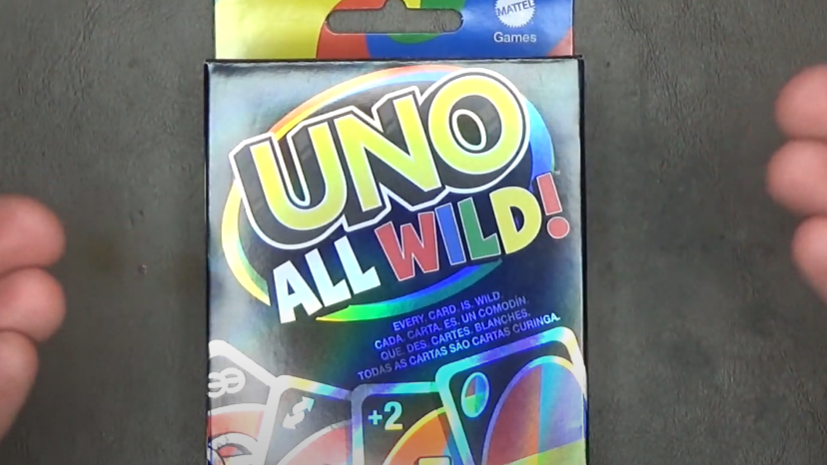 MATTEL
Games
UNO
™
ALL WILD!
EVERY. CARD. IS. WILD.
CADA. CARTA. ES. UN COMODÍN.
QUE. DES. CARTES. BLANCHES.
TODAS AS CARTAS SÃO CARTAS CURINGA.
+2